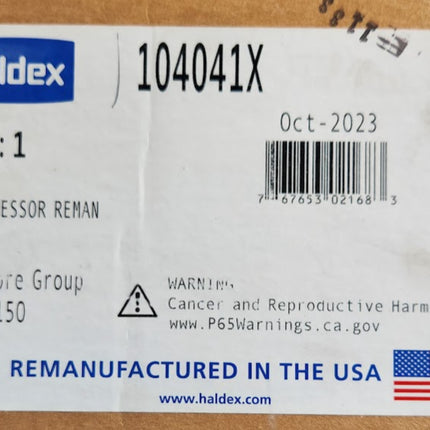 ldex
104041X
Oct-2023
: 1
7 67653 02168 3
ESSOR REMAN
ore Group
150
WARNING
Cancer and Reproductive Harm
www.P65Warnings.ca.gov
REMANUFACTURED IN THE USA
www.haldex.com